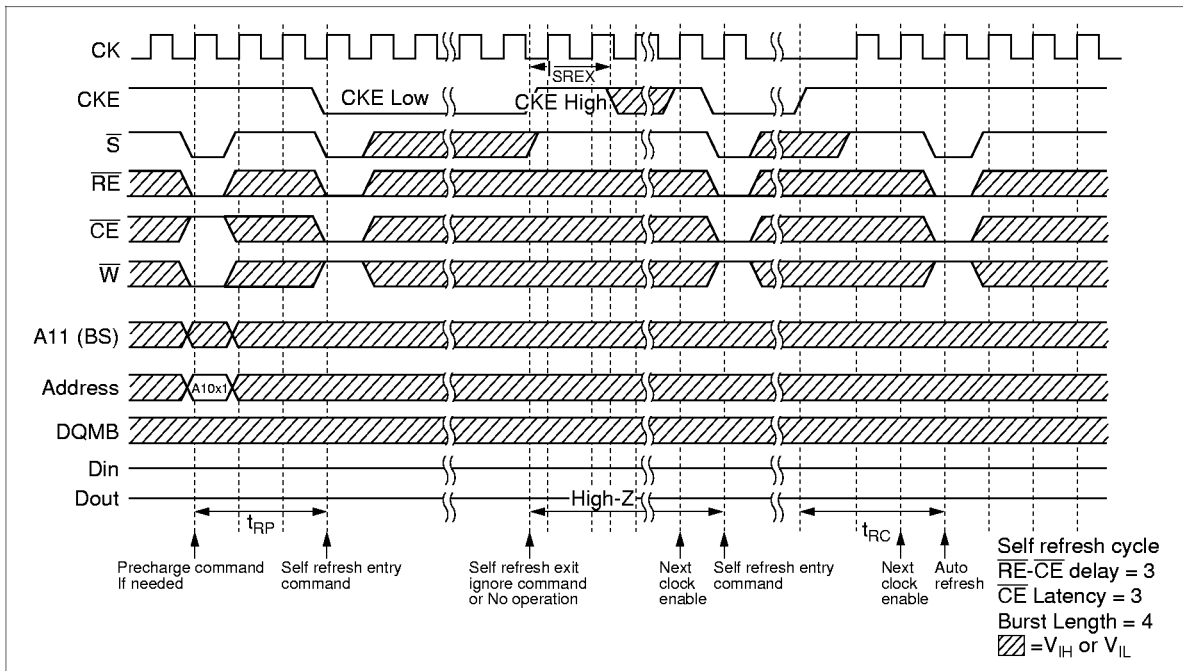 CK
l SREX
CKE
CKE Low
CKE High
S
RE
CE
W
A11 (BS)
Address
A10x1
DQMB
Din
Dout
High-Z
tRP
tRC
Precharge command
If needed
Self refresh entry
command
Self refresh exit
ignore command
or No operation
Next
clock
enable
Self refresh entry
command
Next
clock
enable
Auto
refresh
Self refresh cycle
RE-CE delay = 3
CE Latency = 3
Burst Length = 4
=VIH or VIL